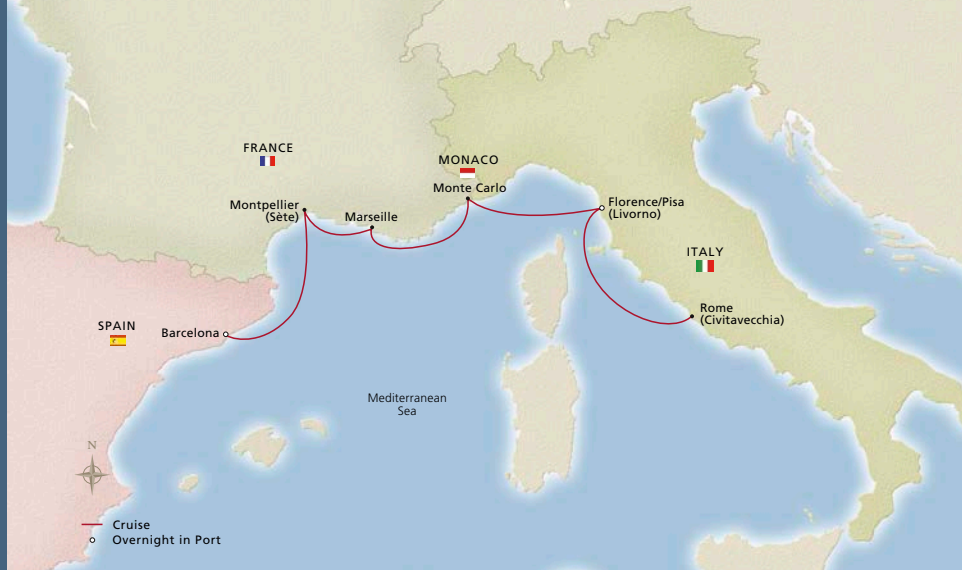 FRANCE
MONACO
Monte Carlo
Montpellier
(Sète)
Marseille
Florence/Pisa
(Livorno)
ITALY
Rome
(Civitavecchia)
SPAIN
Barcelona
Mediterranean
Sea
N
Cruise
Overnight in Port